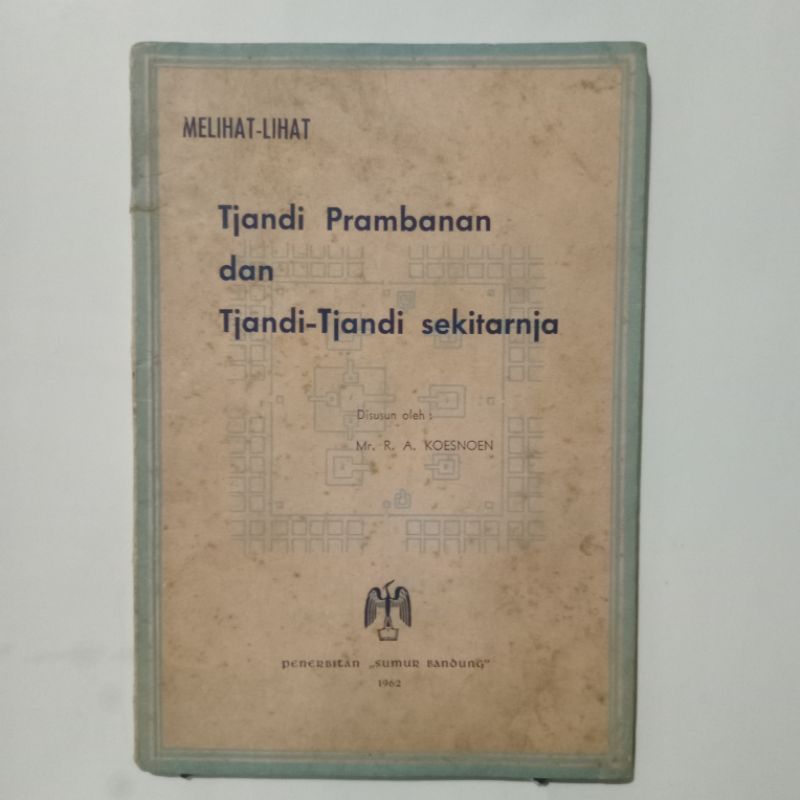 MELIHAT-LIHAT
Tjandi Prambanan
dan
Tjandi-Tjandi sekitarnja
Disusun oleh :
Mr. R. A. KOESNOEN
PENERBITAN „SUMUR BANDUNG"
1962